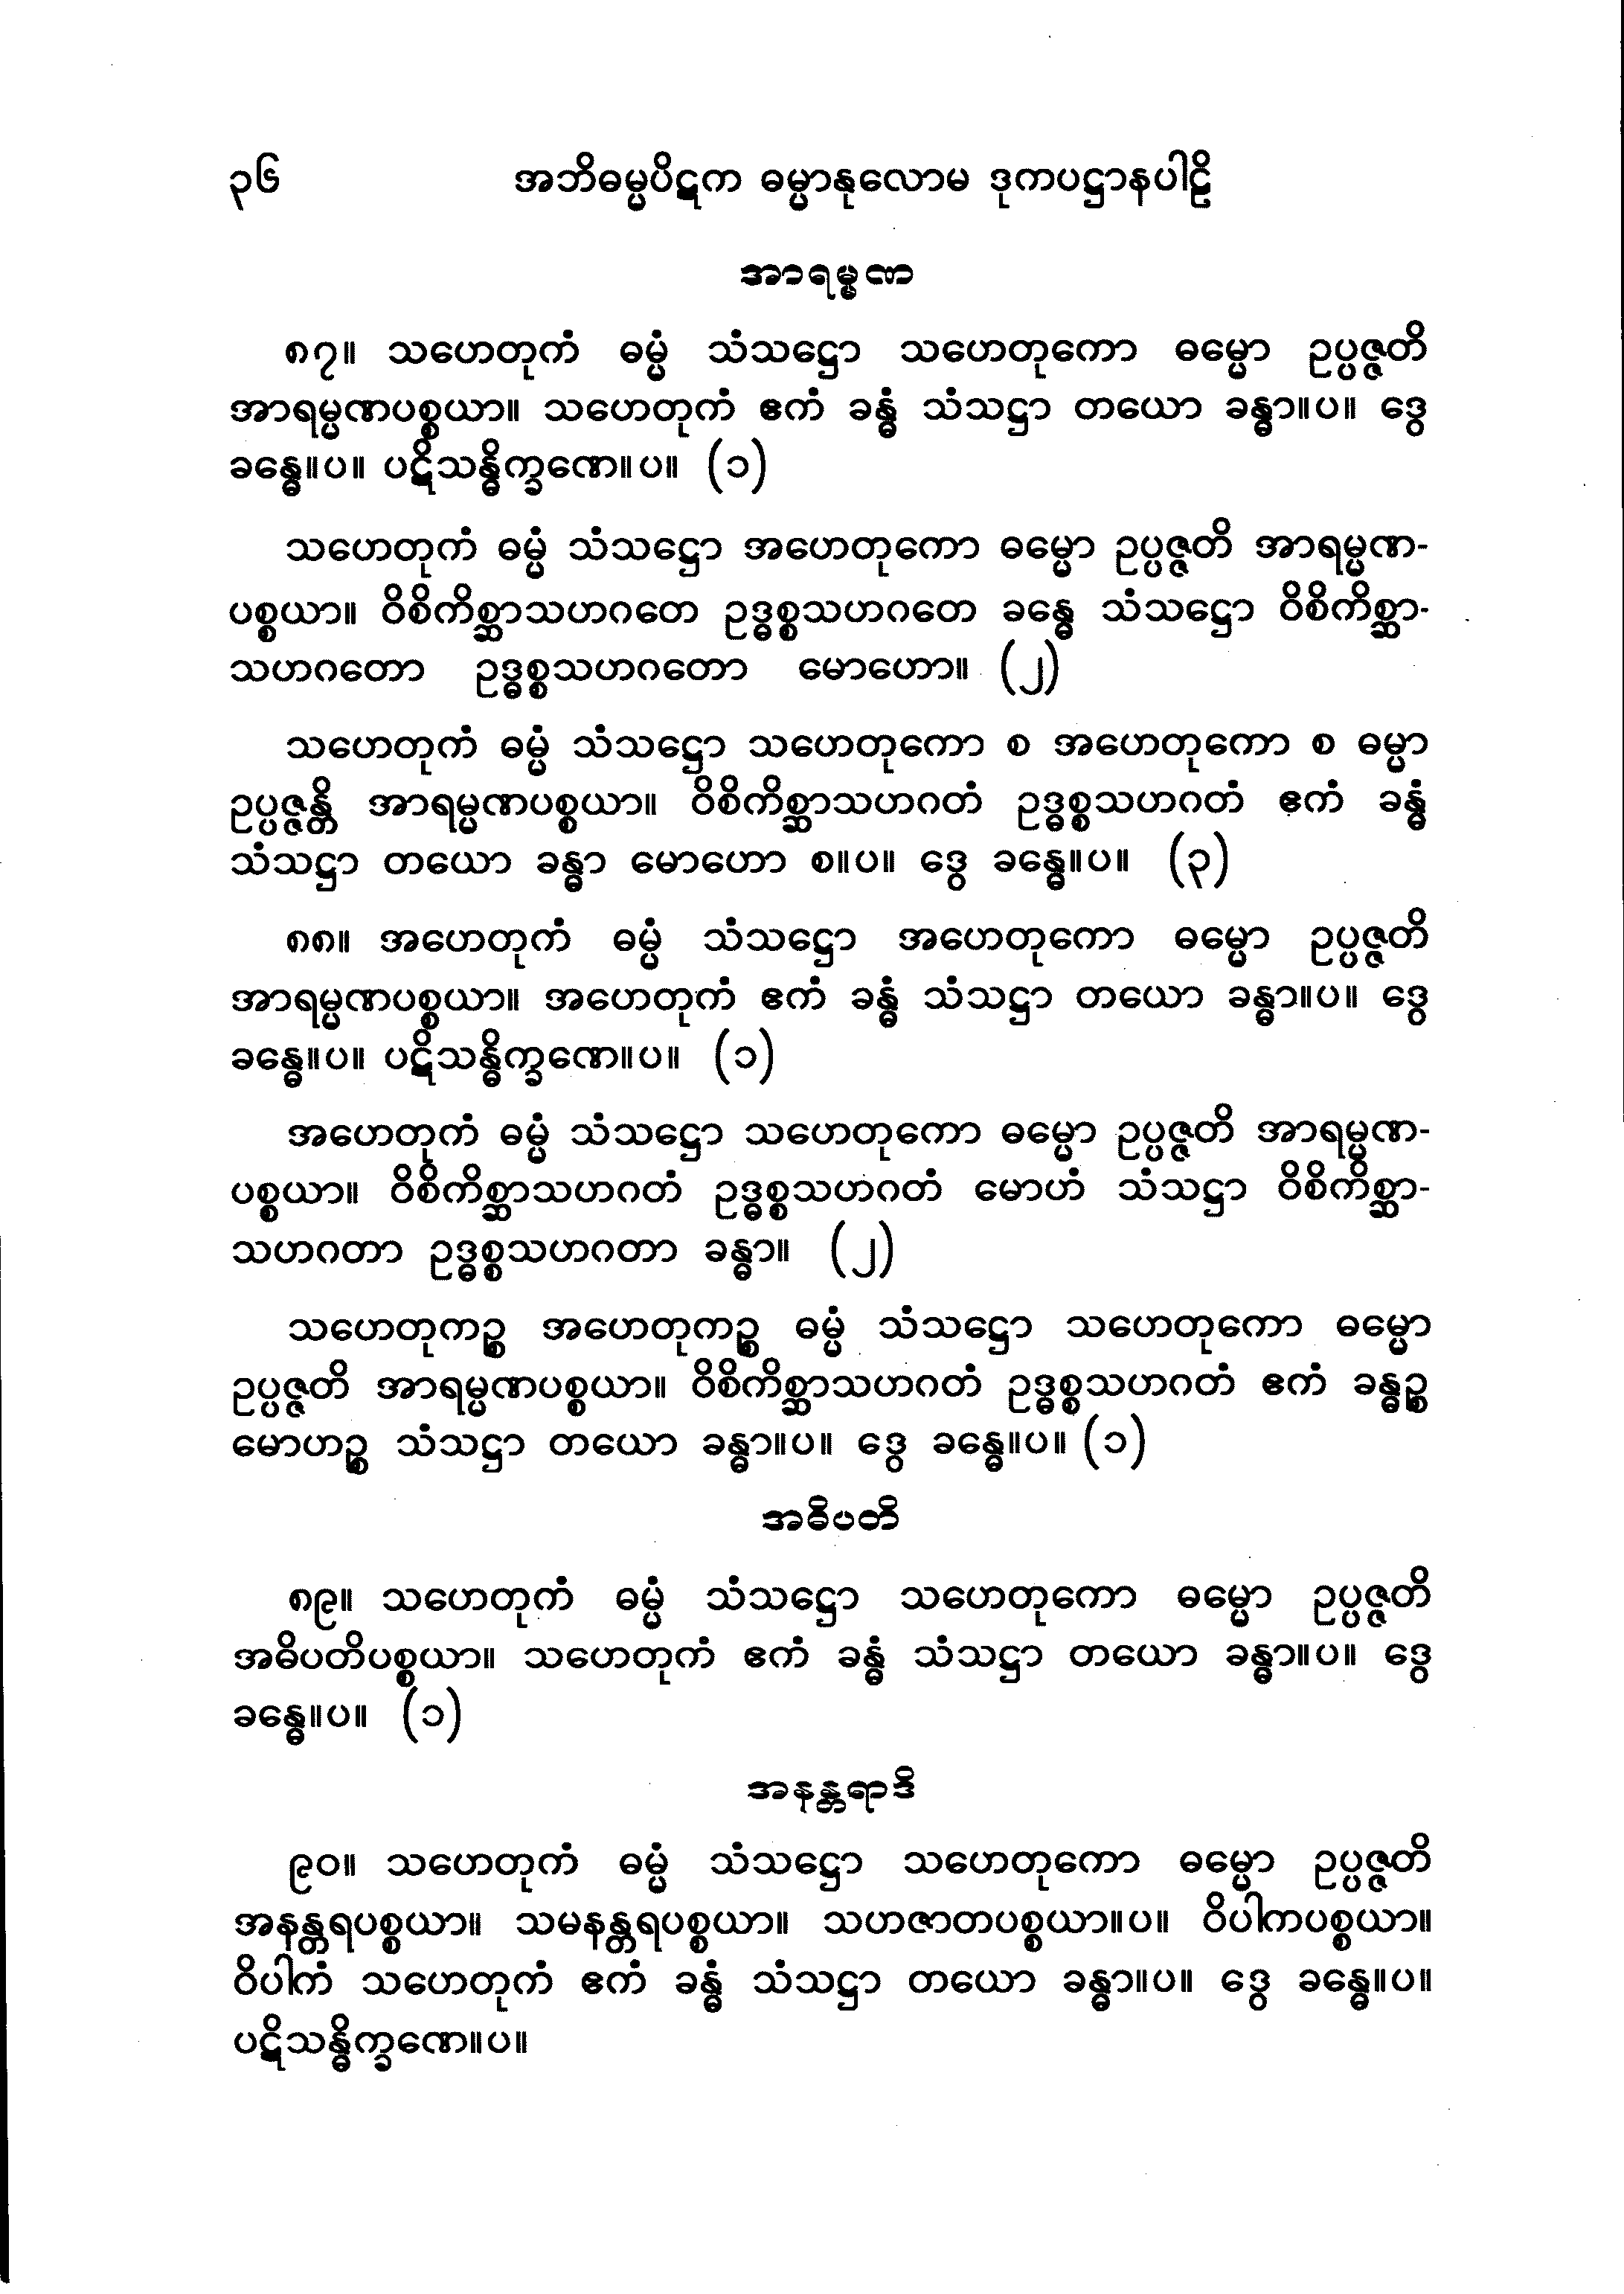 ၃၆ အဘိဓမ္မပိဋက ဓမ္မာနုလောမ ဒုကပဋ္ဌာနပါဠိ
အာရမ္မဏ
၈၇။ သဟေတုကံ ဓမ္မံ သံသဋ္ဌော သဟေတုကော ဓမ္မော ဥပ္ပဇ္ဇတိ
အာရမ္မဏပစ္စယာ။ သဟေတုကံ ဧကံ ခန္ဓံ သံသဋ္ဌာ တယော ခန္ဓာ။ပ။ ဒွေ
ခန္ဓေ။ပ။ ပဋိသန္ဓိက္ခဏေ။ပ။ (၁)
သဟေတုကံ ဓမ္မံ သံသဋ္ဌော အဟေတုကော ဓမ္မော ဥပ္ပဇ္ဇတိ အာရမ္မဏ-
ပစ္စယာ။ ဝိစိကိစ္ဆာသဟဂတေ ဥဒ္ဓစ္စသဟဂတေ ခန္ဓေ သံသဋ္ဌော ဝိစိကိစ္ဆာ-
သဟဂတော ဥဒ္ဓစ္စသဟဂတော မောဟော။ (၂)
သဟေတုကံ ဓမ္မံ သံသဋ္ဌော သဟေတုကော စ အဟေတုကော စ ဓမ္မာ
ဥပ္ပဇ္ဇန္တိ အာရမ္မဏပစ္စယာ။ ဝိစိကိစ္ဆာသဟဂတံ ဥဒ္ဓစ္စသဟဂတံ ဧကံ ခန္ဓံ
သံသဋ္ဌာ တယော ခန္ဓာ မောဟော စ။ပ။ ဒွေ ခန္ဓေ။ပ။ (၃)
၈၈။ အဟေတုကံ ဓမ္မံ သံသဋ္ဌော အဟေတုကော ဓမ္မော ဥပ္ပဇ္ဇတိ
အာရမ္မဏပစ္စယာ။ အဟေတုကံ ဧကံ ခန္ဓံ သံသဋ္ဌာ တယော ခန္ဓာ။ပ။ ဒွေ
ခန္ဓေ။ပ။ ပဋိသန္ဓိက္ခဏေ။ပ။ (၁)
အဟေတုကံ ဓမ္မံ သံသဋ္ဌော သဟေတုကော ဓမ္မော ဥပ္ပဇ္ဇတိ အာရမ္မဏ-
ပစ္စယာ။ ဝိစိကိစ္ဆာသဟဂတံ ဥဒ္ဓစ္စသဟဂတံ မောဟံ သံသဋ္ဌာ ဝိစိကိစ္ဆာ-
သဟဂတာ ဥဒ္ဓစ္စသဟဂတာ ခန္ဓာ။ (၂)
သဟေတုကဉ္စ အဟေတုကဉ္စ ဓမ္မံ သံသဋ္ဌော သဟေတုကော ဓမ္မော
ဥပ္ပဇ္ဇတိ အာရမ္မဏပစ္စယာ။ ဝိစိကိစ္ဆာသဟဂတံ ဥဒ္ဓစ္စသဟဂတံ ဧကံ ခန္ဓဉ္စ
မောဟဉ္စ သံသဋ္ဌာ တယော ခန္ဓာ။ပ။ ဒွေ ခန္ဓေ။ပ။ (၁)
အဓိပတိ
၈၉။ သဟေတုကံ ဓမ္မံ သံသဋ္ဌော သဟေတုကော ဓမ္မော ဥပ္ပဇ္ဇတိ
အဓိပတိပစ္စယာ။ သဟေတုကံ ဧကံ ခန္ဓံ သံသဋ္ဌာ တယော ခန္ဓာ။ပ။ ဒွေ
ခန္ဓေ။ပ။ (၁)
အနန္တရာဒိ
၉၀။ သဟေတုကံ ဓမ္မံ သံသဋ္ဌော သဟေတုကော ဓမ္မော ဥပ္ပဇ္ဇတိ
အနန္တရပစ္စယာ။ သမနန္တရပစ္စယာ။ သဟဇာတပစ္စယာ။ပ။ ဝိပါကပစ္စယာ။
ဝိပါကံ သဟေတုကံ ဧကံ ခန္ဓံ သံသဋ္ဌာ တယော ခန္ဓာ။ပ။ ဒွေ ခန္ဓေ။ပ။
ပဋိသန္ဓိက္ခဏေ။ပ။